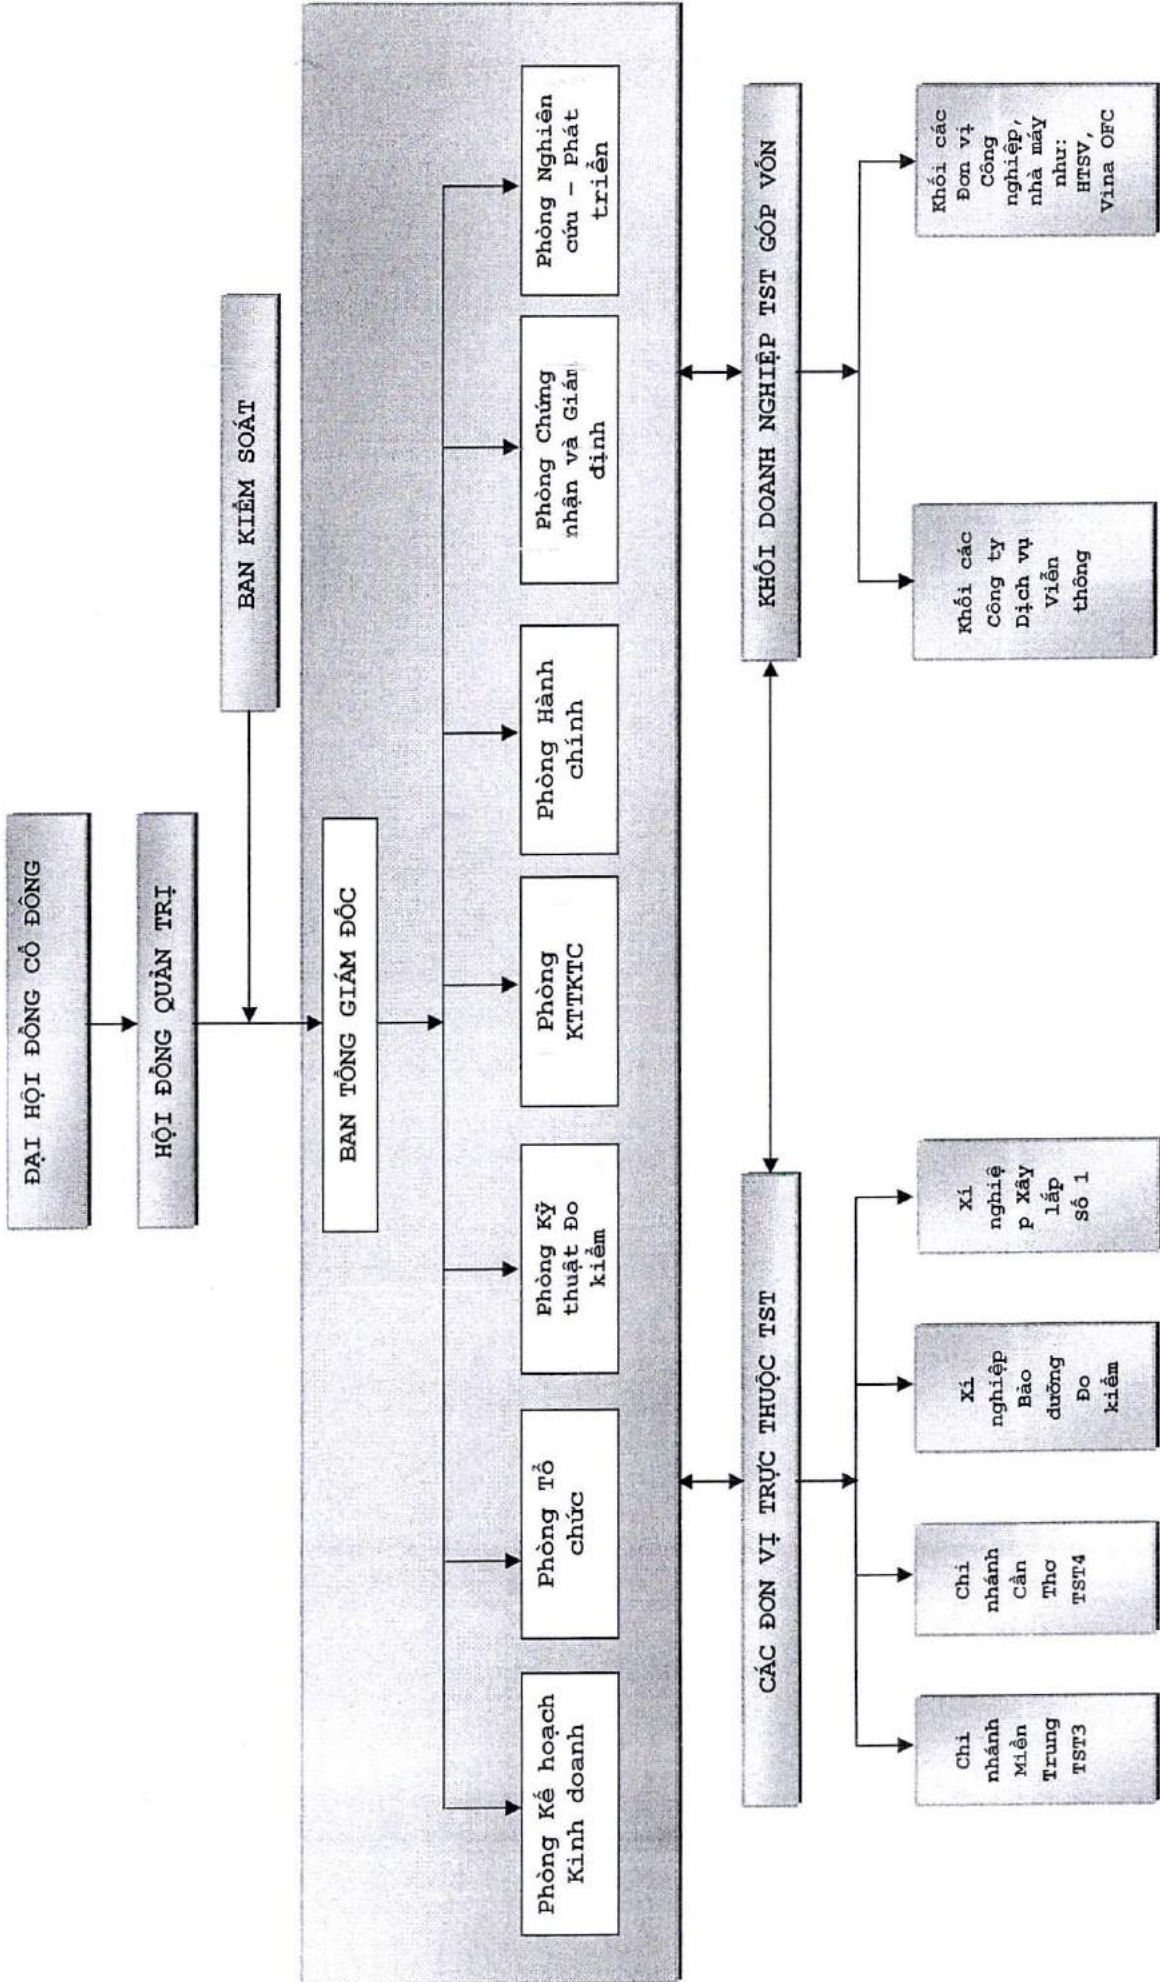 ĐẠI HỘI ĐỒNG CỔ ĐÔNG
HỘI ĐỒNG QUẢN TRỊ
BAN KIỂM SOÁT
BAN TỔNG GIÁM ĐỐC
Phòng Kế hoạch
Kinh doanh
Phòng Tổ
chức
Phòng Kỹ
thuật Đo
kiểm
Phòng
KTTKTC
Phòng Hành
chính
Phòng Chứng
nhận và Giám
định
Phòng Nghiên
cứu - Phát
triển
CÁC ĐƠN VỊ TRỰC THUỘC TST
KHỐI DOANH NGHIỆP TST GÓP VỐN
Chi
nhánh
Miền
Trung
TST3
Chi
nhánh
Cần
Thơ
TST4
Xí
nghiệp
Bảo
dưỡng
Đo
kiểm
Xí
nghiệ
p Xây
lắp
số 1
Khối các
Công ty
Dịch vụ
Viễn
thông
Khối các
Đơn vị
Công
nghiệp,
nhà máy
như:
HTSV,
Vina OFC